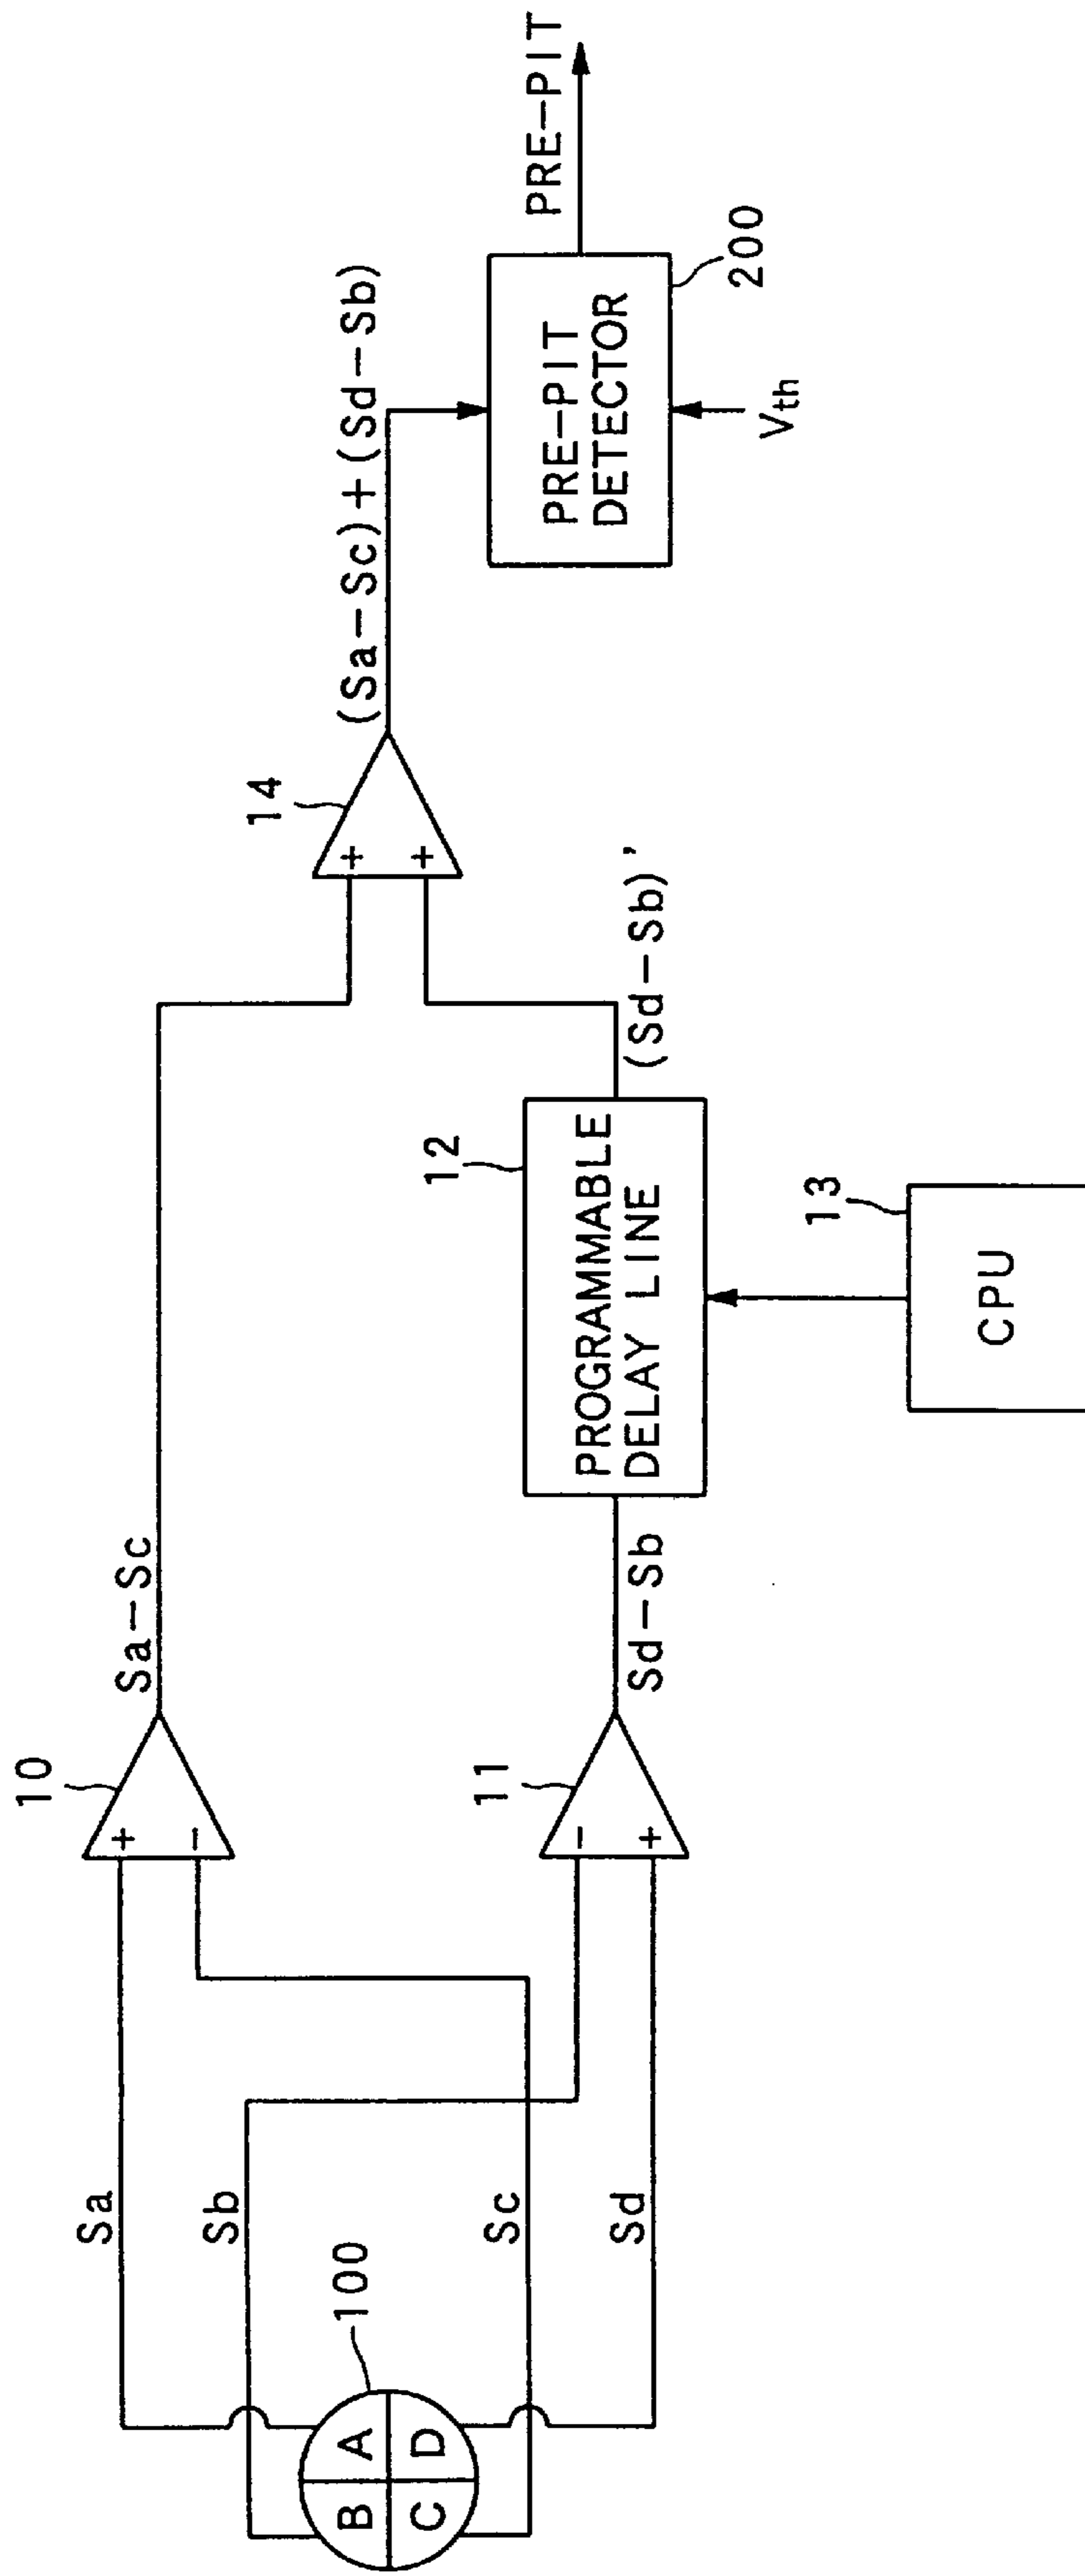 100
B A
C D
Sa
Sb
Sc
Sd
10
+
-
Sa-Sc
11
-
+
Sd-Sb
12
PROGRAMMABLE
DELAY LINE
(Sd-Sb)'
13
CPU
14
+
+
(Sa-Sc)+(Sd-Sb)
PRE-PIT
DETECTOR
200
Vth
PRE-PIT